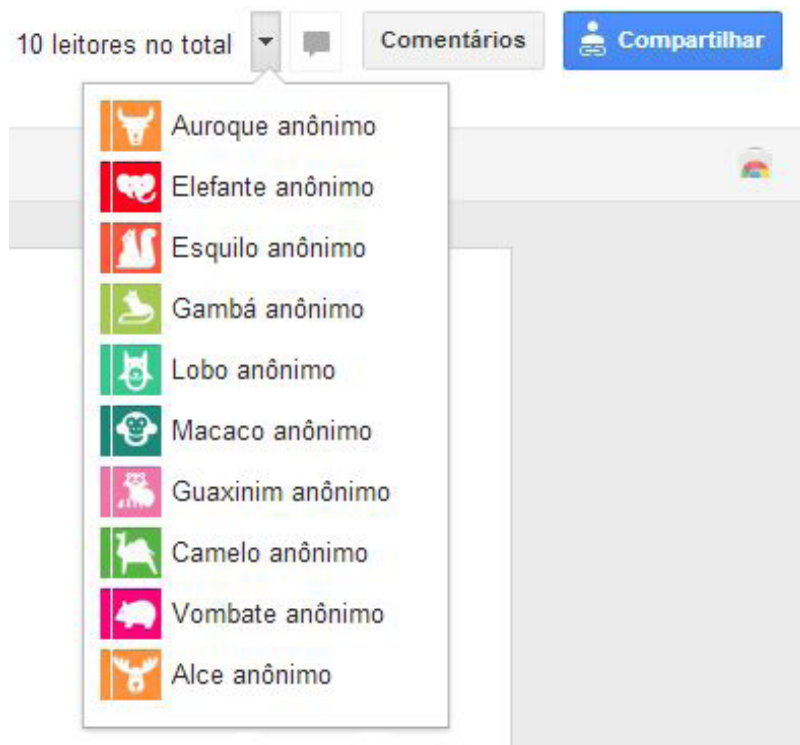 10 leitores no total
Comentários
Compartilhar
Auroque anônimo
Elefante anônimo
Esquilo anônimo
Gambá anônimo
Lobo anônimo
Macaco anônimo
Guaxinim anônimo
Camelo anônimo
Vombate anônimo
Alce anônimo